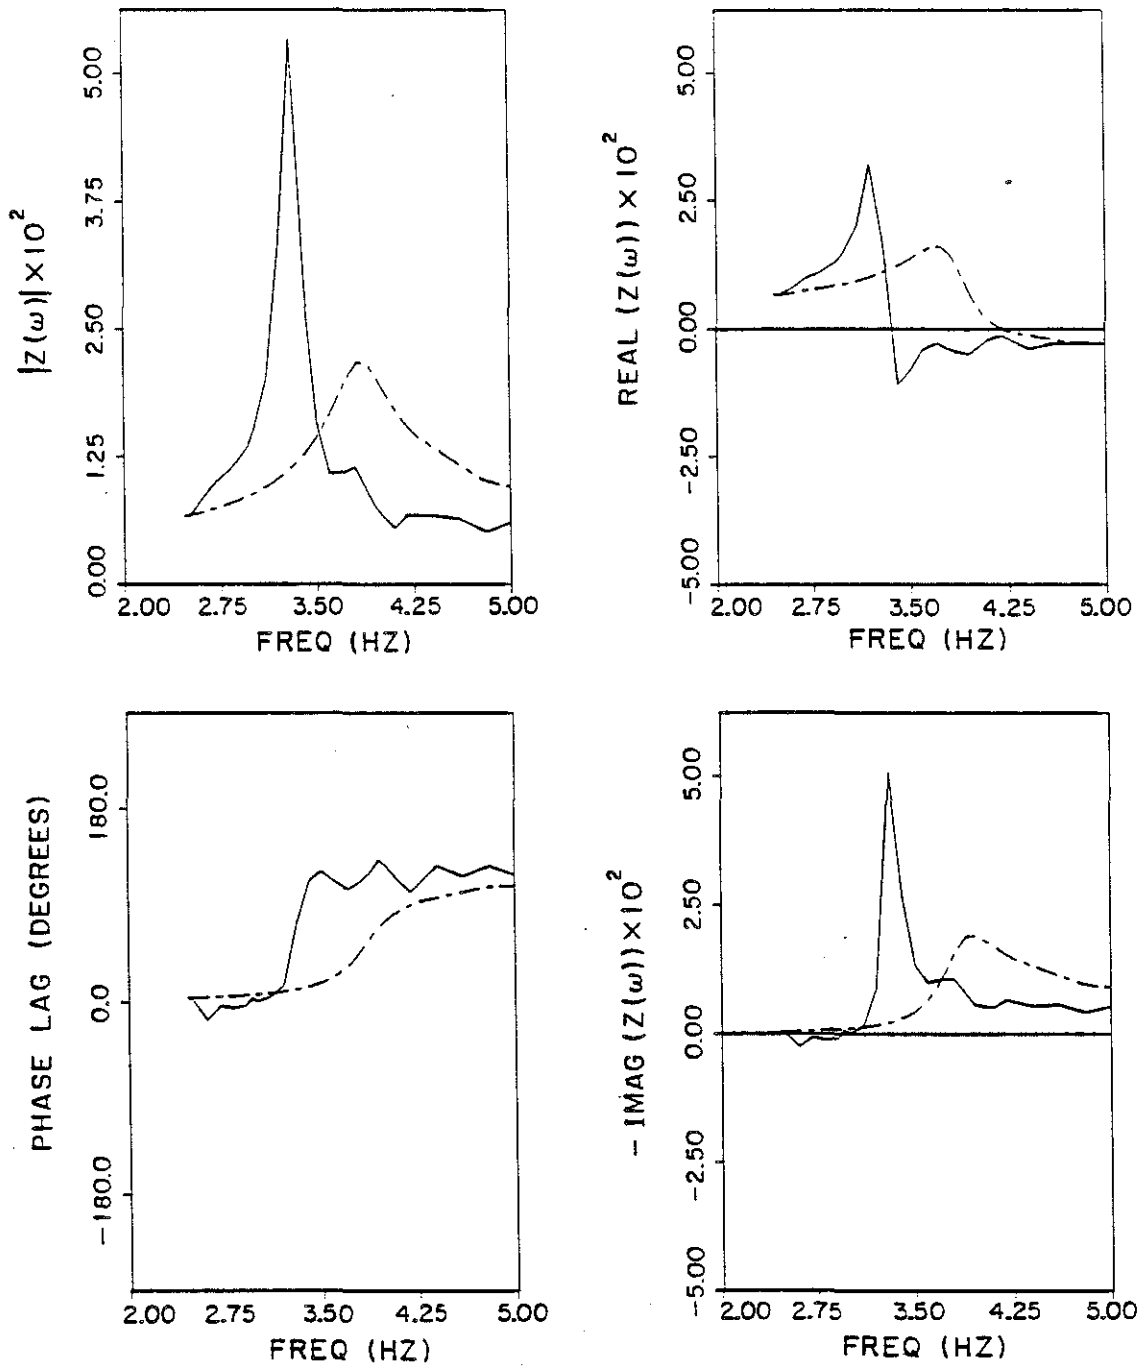 |Z(ω)|×10²
5.00
3.75
2.50
1.25
0.00
2.00 2.75 3.50 4.25 5.00
FREQ (HZ)
REAL (Z(ω))×10²
5.00
2.50
0.00
-2.50
-5.00
2.00 2.75 3.50 4.25 5.00
FREQ (HZ)
PHASE LAG (DEGREES)
180.0
0.0
-180.0
2.00 2.75 3.50 4.25 5.00
FREQ (HZ)
- IMAG (Z(ω))×10²
5.00
2.50
0.00
-2.50
-5.00
2.00 2.75 3.50 4.25 5.00
FREQ (HZ)